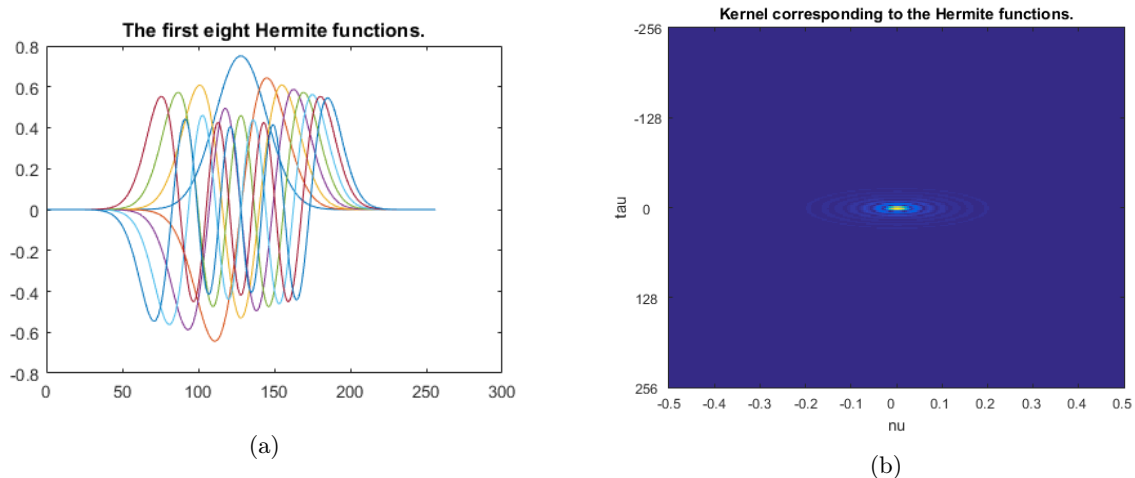 The first eight Hermite functions.
0.8
0.6
0.4
0.2
0
-0.2
-0.4
-0.6
-0.8
0 50 100 150 200 250 300
(a)
Kernel corresponding to the Hermite functions.
-256
-128
0
128
256
tau
-0.5 -0.4 -0.3 -0.2 -0.1 0 0.1 0.2 0.3 0.4 0.5
nu
(b)